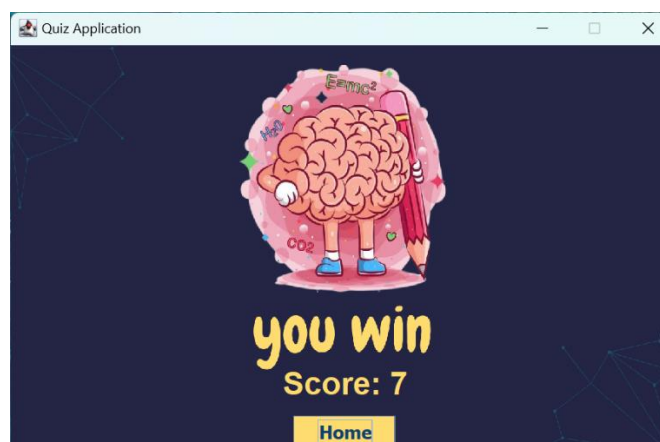 Quiz Application
E=mc²
H2O
CO2
you win
Score: 7
Home